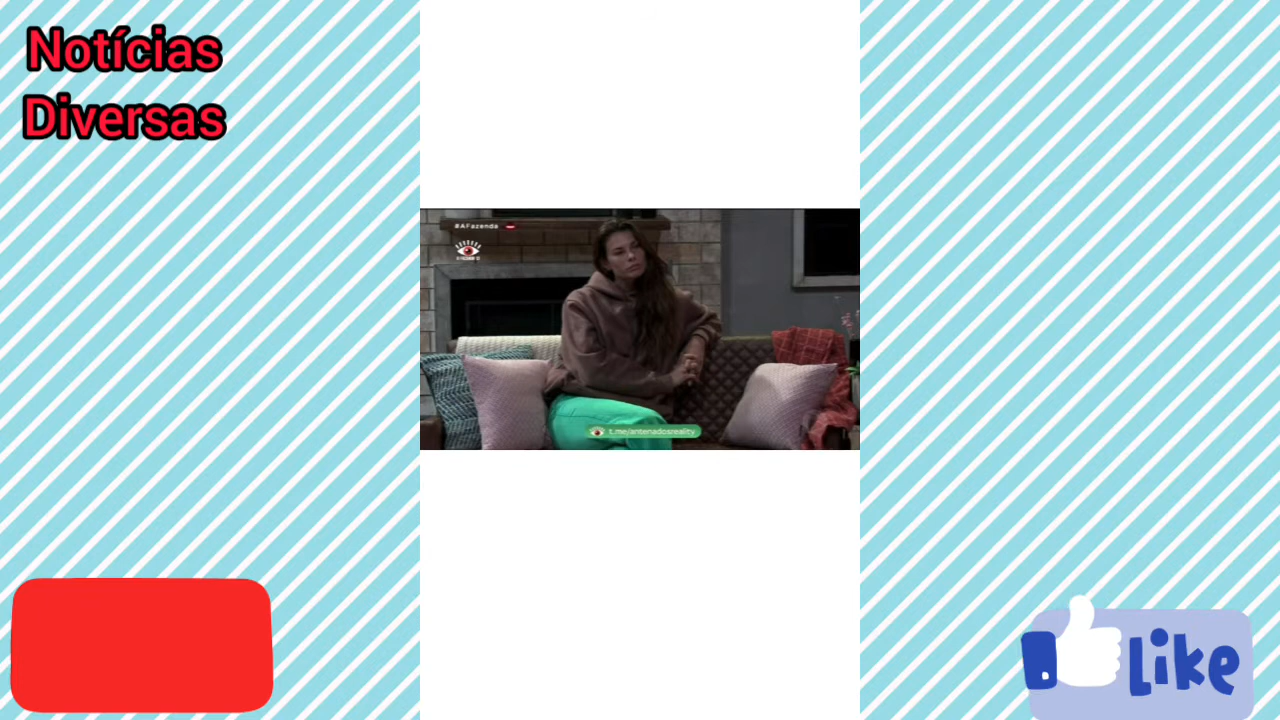 Notícias
Diversas
#AFazenda
t.me/antenadosreality
Like